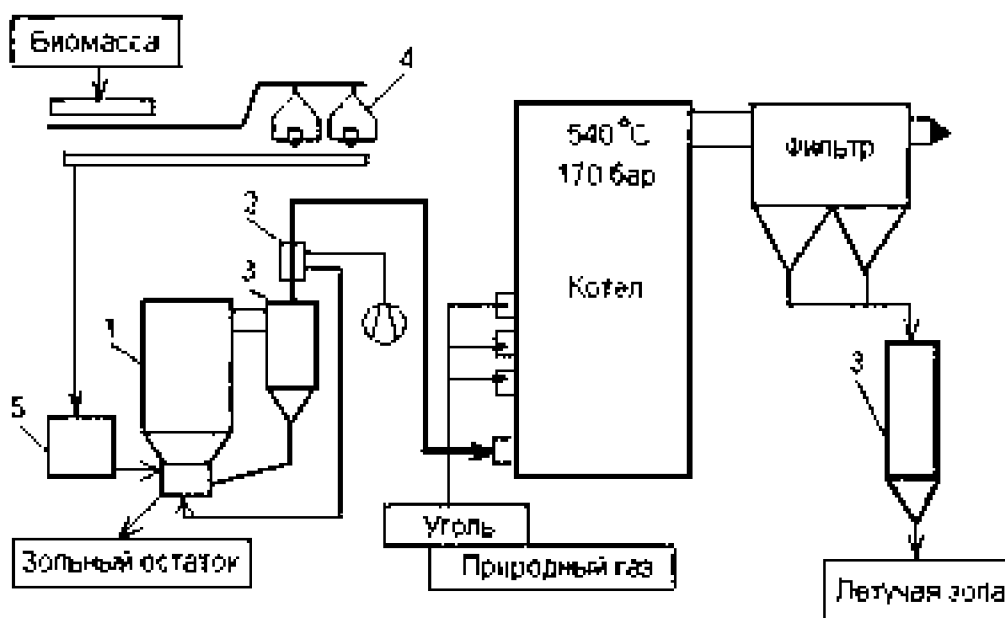 Биомасса
4
540 °C
170 бар
Фильтр
2
3
Котел
1
3
5
Уголь
Зольный остаток
Природный газ
Летучая зола